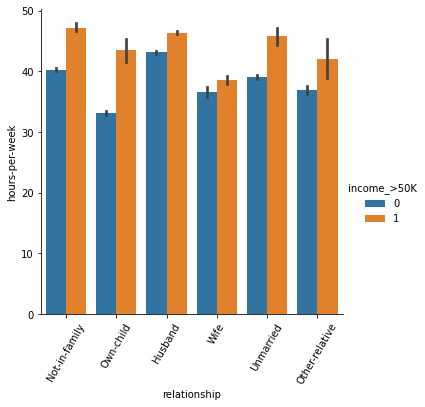 50
40
30
20
10
0
hours-per-week
Not-in-family
Own-child
Husband
Wife
Unmarried
Other-relative
relationship
income_>50K
0
1